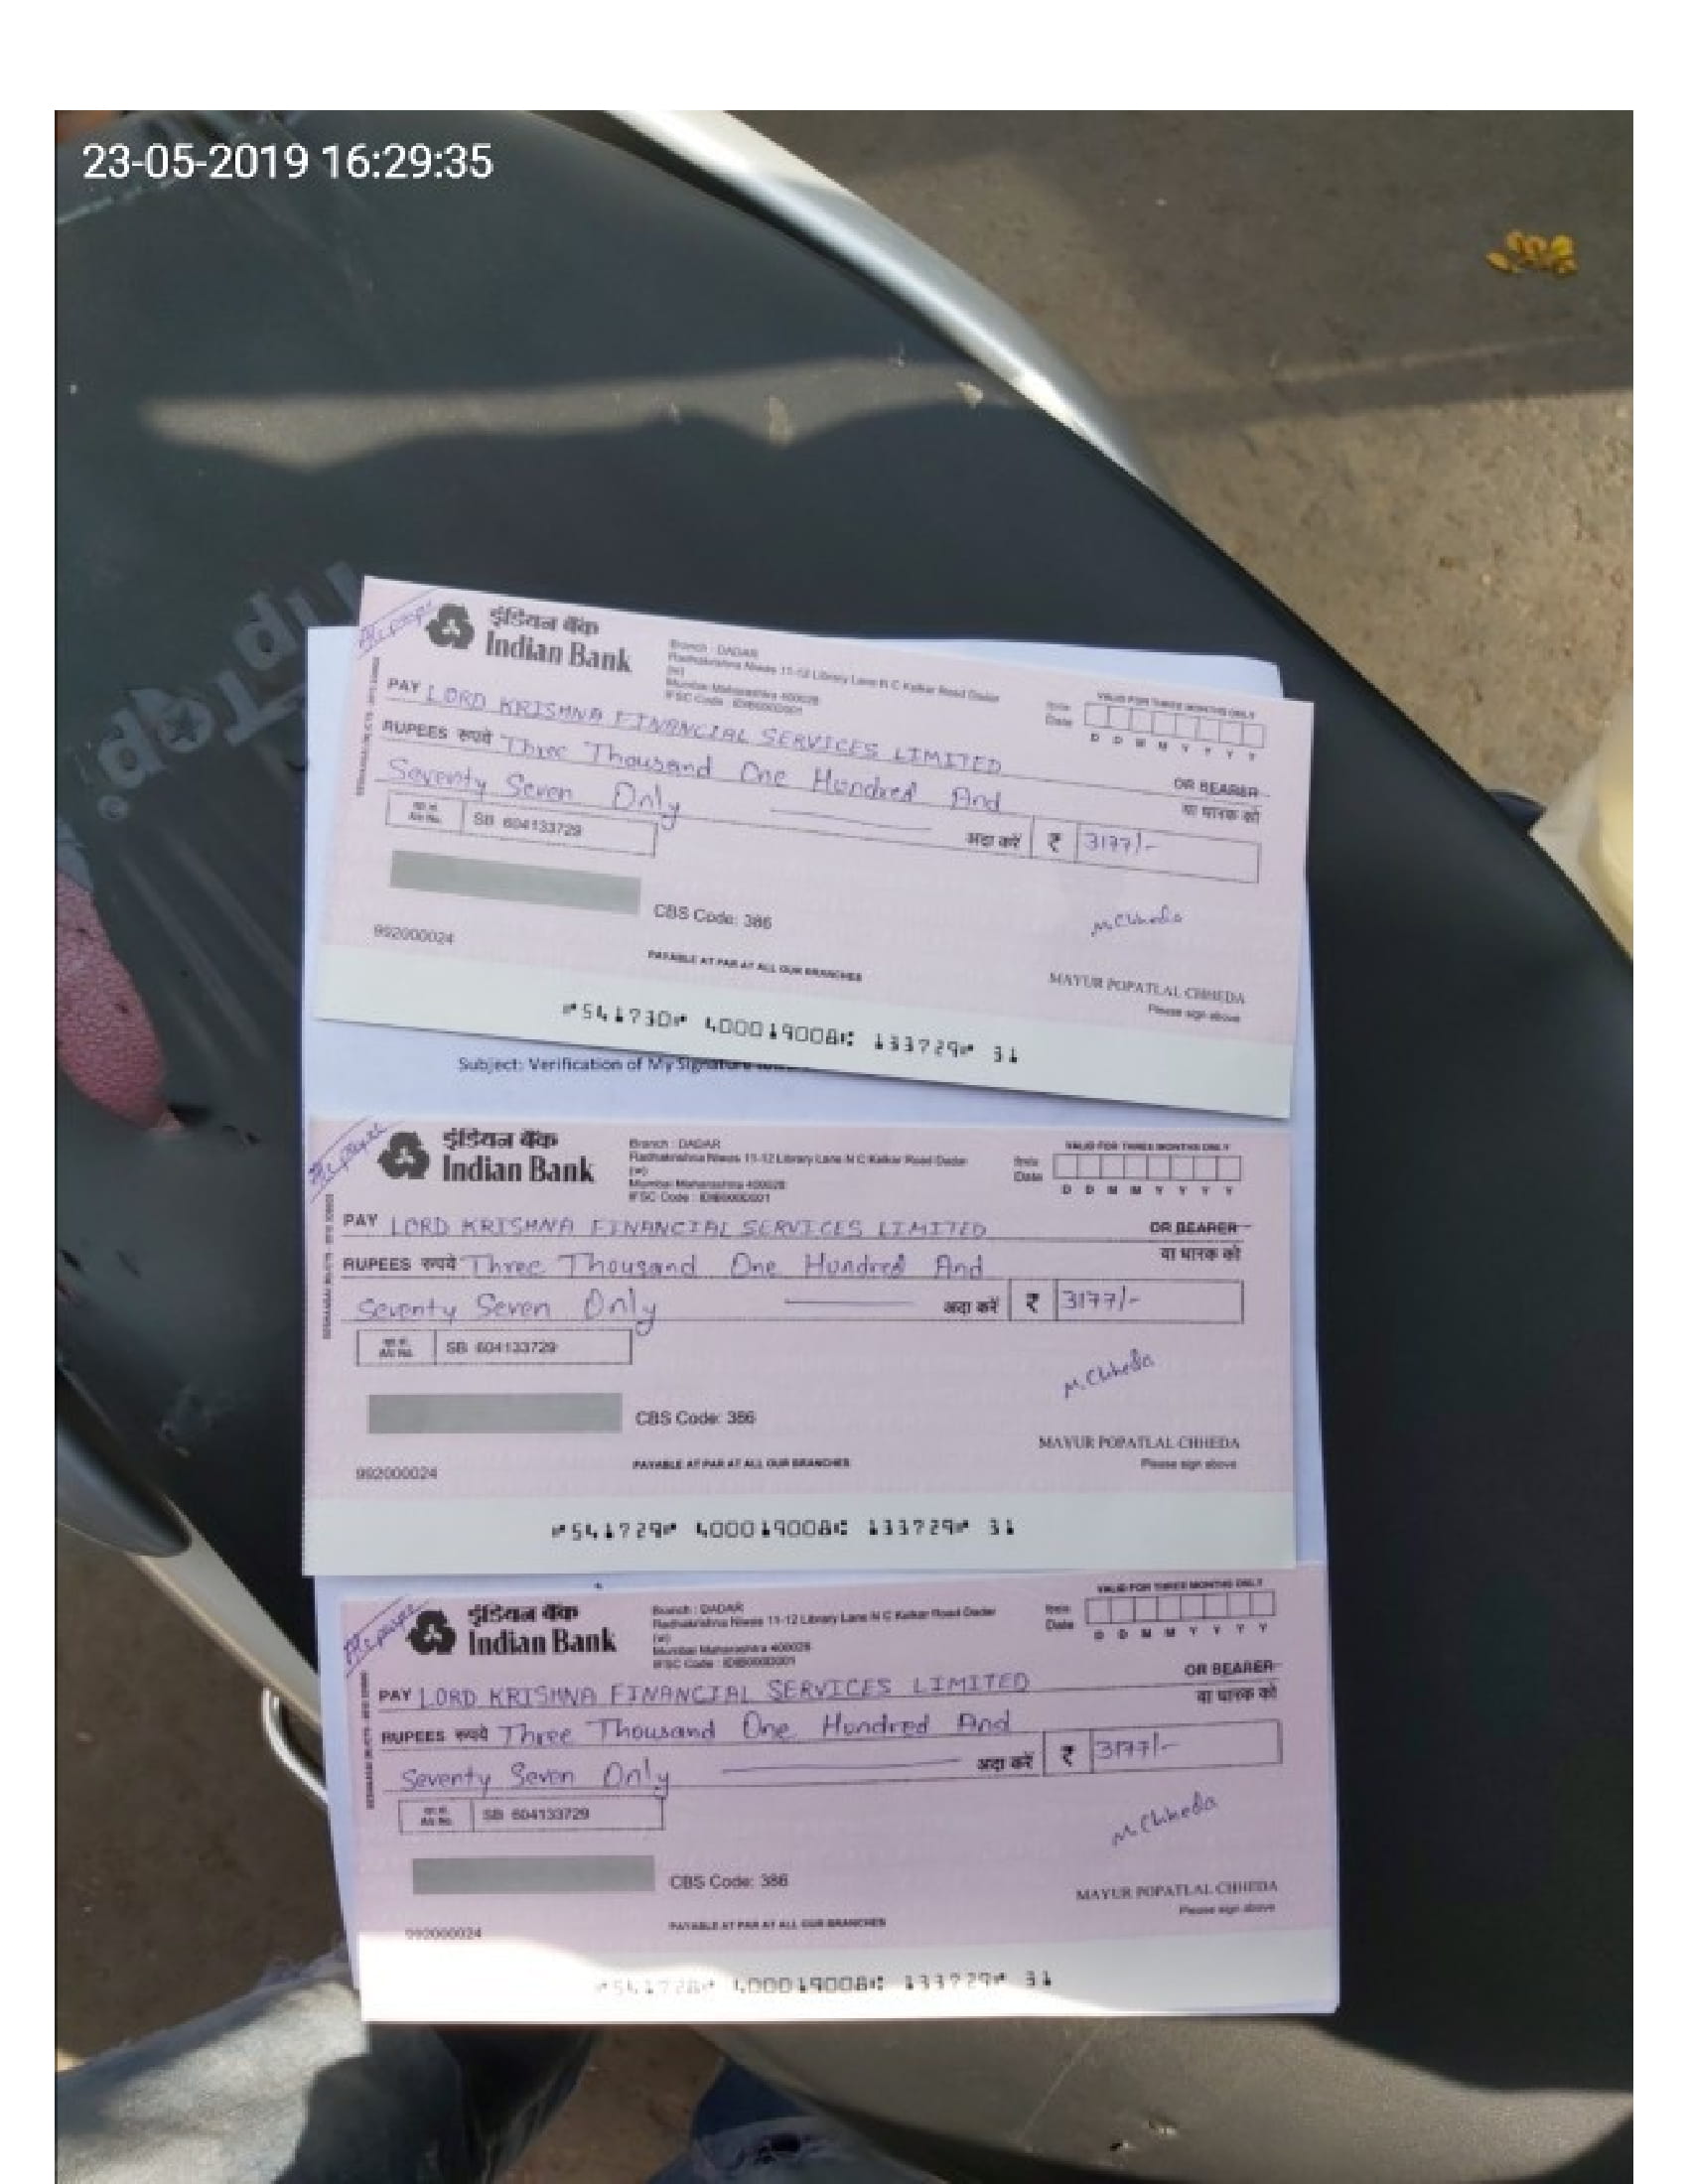 23-05-2019 16:29:35
TipTop
A/c payee
इंडियन बैंक
Indian Bank
Branch : DADAR
Radhakrishna Niwas 11-12 Library Lane N C Kelkar Road Dadar
(w)
Mumbai Maharashtra 400028
IFSC Code :
VALID FOR THREE MONTHS ONLY
Date
D D M M Y Y Y Y
PAY LORD KRISHNA FINANCIAL SERVICES LIMITED
OR BEARER
या धारक को
RUPEES रुपये Three Thousand One Hundred And
Seventy Seven Only
अदा करें ₹ 3177/-
A/c No. SB 604133729
CBS Code: 386
M. Chheda
992000024
PAYABLE AT PAR AT ALL OUR BRANCHES
MAYUR POPATLAL CHHEDA
Please sign above
⑈541730⑈ 400019008⑆ 133729⑈ 31
Subject: Verification of My Signature
A/c payee
इंडियन बैंक
Indian Bank
Branch : DADAR
Radhakrishna Niwas 11-12 Library Lane N C Kelkar Road Dadar
(w)
Mumbai Maharashtra 400028
IFSC Code :
VALID FOR THREE MONTHS ONLY
Date
D D M M Y Y Y Y
PAY LORD KRISHNA FINANCIAL SERVICES LIMITED
OR BEARER
या धारक को
RUPEES रुपये Three Thousand One Hundred And
Seventy Seven Only
अदा करें ₹ 3177/-
A/c No. SB 604133729
M. Chheda
CBS Code: 386
MAYUR POPATLAL CHHEDA
992000024
PAYABLE AT PAR AT ALL OUR BRANCHES
Please sign above
⑈541729⑈ 400019008⑆ 133729⑈ 31
A/c payee
इंडियन बैंक
Indian Bank
Branch : DADAR
Radhakrishna Niwas 11-12 Library Lane N C Kelkar Road Dadar
(w)
Mumbai Maharashtra 400028
IFSC Code :
VALID FOR THREE MONTHS ONLY
Date
D D M M Y Y Y Y
PAY LORD KRISHNA FINANCIAL SERVICES LIMITED
OR BEARER
या धारक को
RUPEES रुपये Three Thousand One Hundred And
Seventy Seven Only
अदा करें ₹ 3177/-
A/c No. SB 604133729
M. Chheda
CBS Code: 386
MAYUR POPATLAL CHHEDA
Please sign above
992000024
PAYABLE AT PAR AT ALL OUR BRANCHES
⑈541728⑈ 400019008⑆ 133729⑈ 31